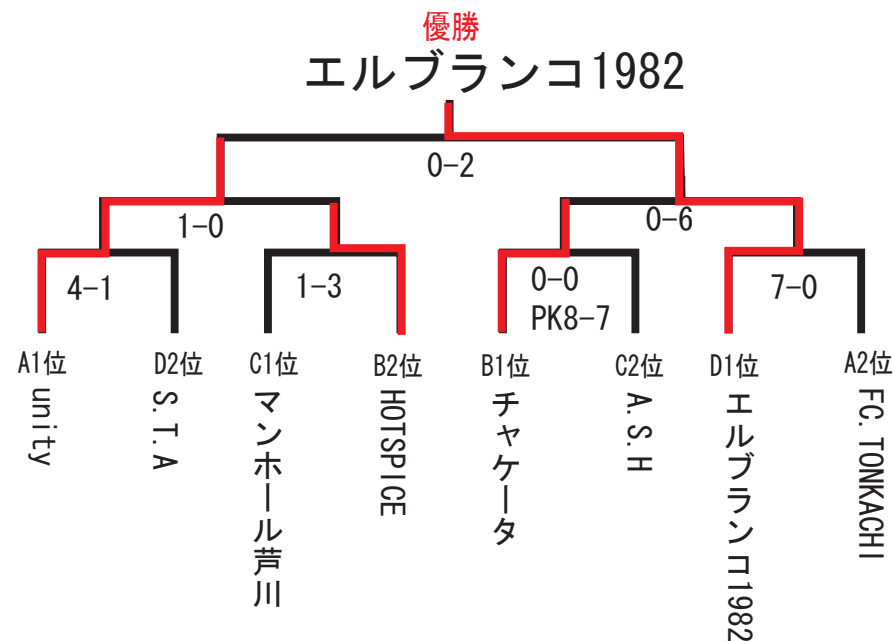 優勝
エルブランコ1982
0-2
1-0
0-6
4-1
1-3
0-0
PK8-7
7-0
A1位
D2位
C1位
B2位
B1位
C2位
D1位
A2位
unity
S.T.A
マンホール芦川
HOTSPICE
チャケータ
A.S.H
エルブランコ1982
FC.TONKACHI